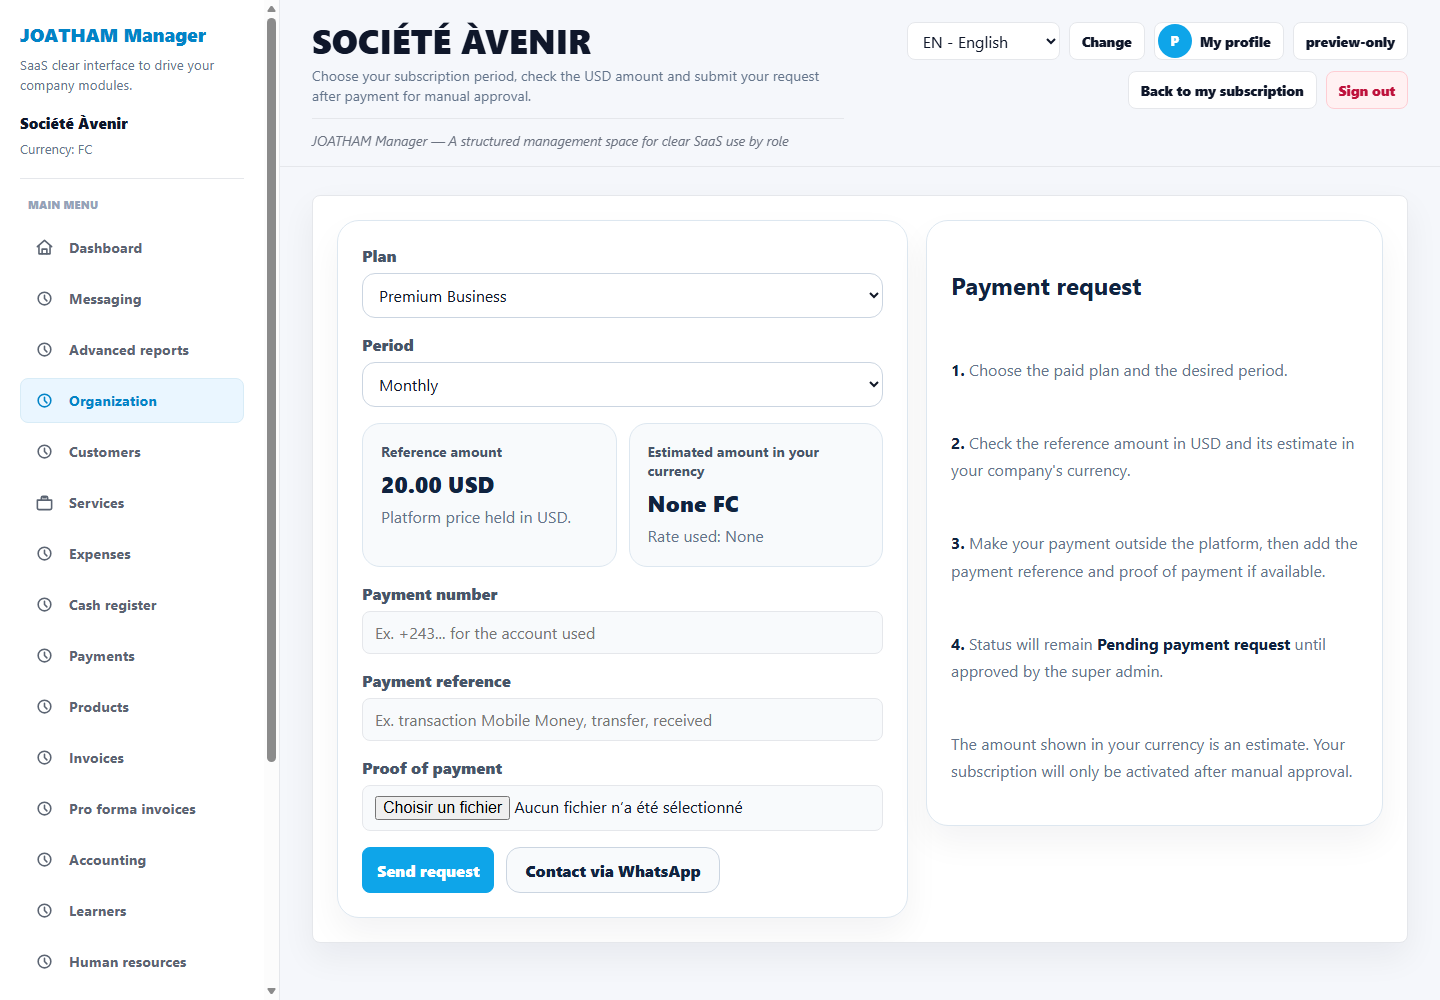 JOATHAM Manager
SaaS clear interface to drive your
company modules.
Société Àvenir
Currency: FC
MAIN MENU
Dashboard
Messaging
Advanced reports
Organization
Customers
Services
Expenses
Cash register
Payments
Products
Invoices
Pro forma invoices
Accounting
Learners
Human resources
SOCIÉTÉ ÀVENIR
Choose your subscription period, check the USD amount and submit your request
after payment for manual approval.
JOATHAM Manager — A structured management space for clear SaaS use by role
EN - English
Change
P
My profile
preview-only
Back to my subscription
Sign out
Plan
Premium Business
Period
Monthly
Reference amount
20.00 USD
Platform price held in USD.
Estimated amount in your
currency
None FC
Rate used: None
Payment number
Ex. +243... for the account used
Payment reference
Ex. transaction Mobile Money, transfer, received
Proof of payment
Choisir un fichier Aucun fichier n’a été sélectionné
Send request
Contact via WhatsApp
Payment request
1. Choose the paid plan and the desired period.
2. Check the reference amount in USD and its estimate in
your company's currency.
3. Make your payment outside the platform, then add the
payment reference and proof of payment if available.
4. Status will remain Pending payment request until
approved by the super admin.
The amount shown in your currency is an estimate. Your
subscription will only be activated after manual approval.